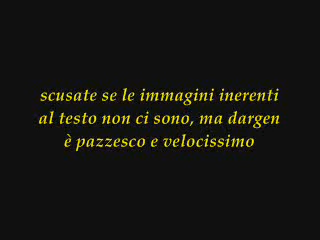 scusate se le immagini inerenti
al testo non ci sono, ma dargen
è pazzesco e velocissimo